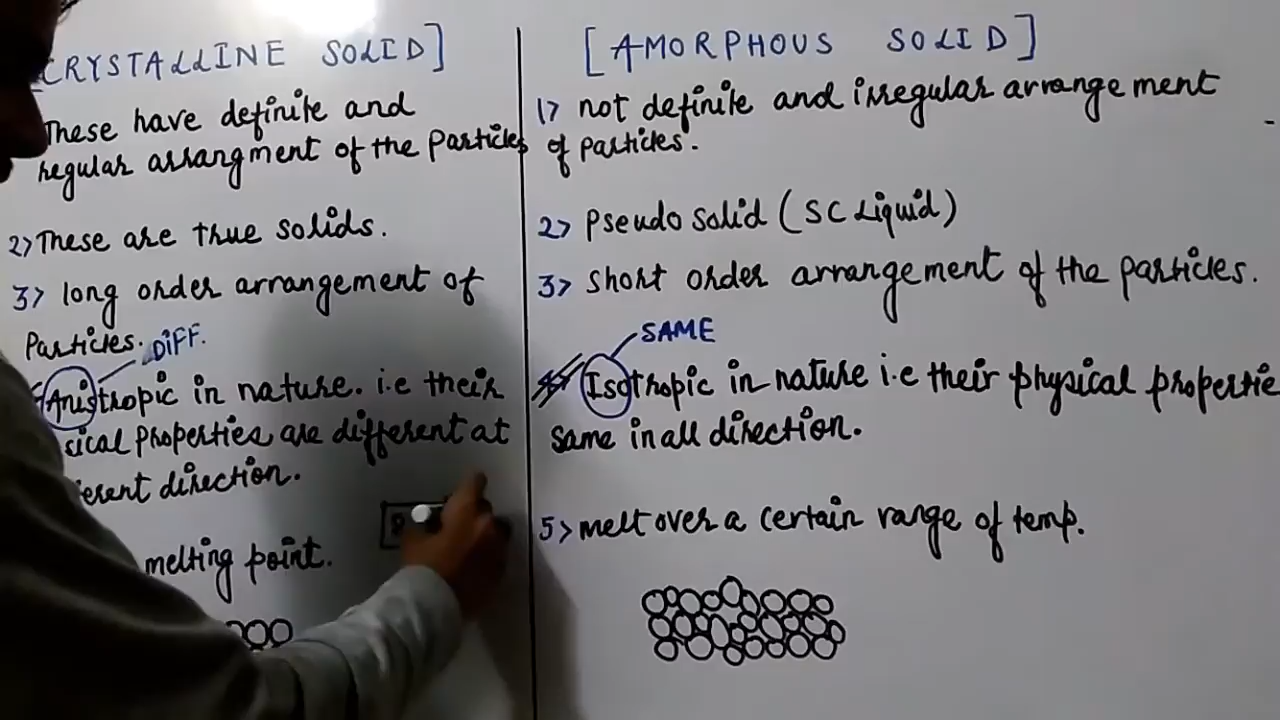 CRYSTALLINE SOLID]
These have definite and
regular arrangment of the Particles
2) These are true solids.
3) long order arrangement of
Particles. DIFF.
Anistropic in nature. i.e their
sical Properties are different at
erent direction.
melting point.
[AMORPHOUS SOLID]
1) not definite and irregular arrangement
of particles.
2) Pseudo solid (SC Liquid)
3) short order arrangement of the particles.
SAME
Isotropic in nature i.e their physical propertie
same in all direction.
5) melt over a certain range of temp.